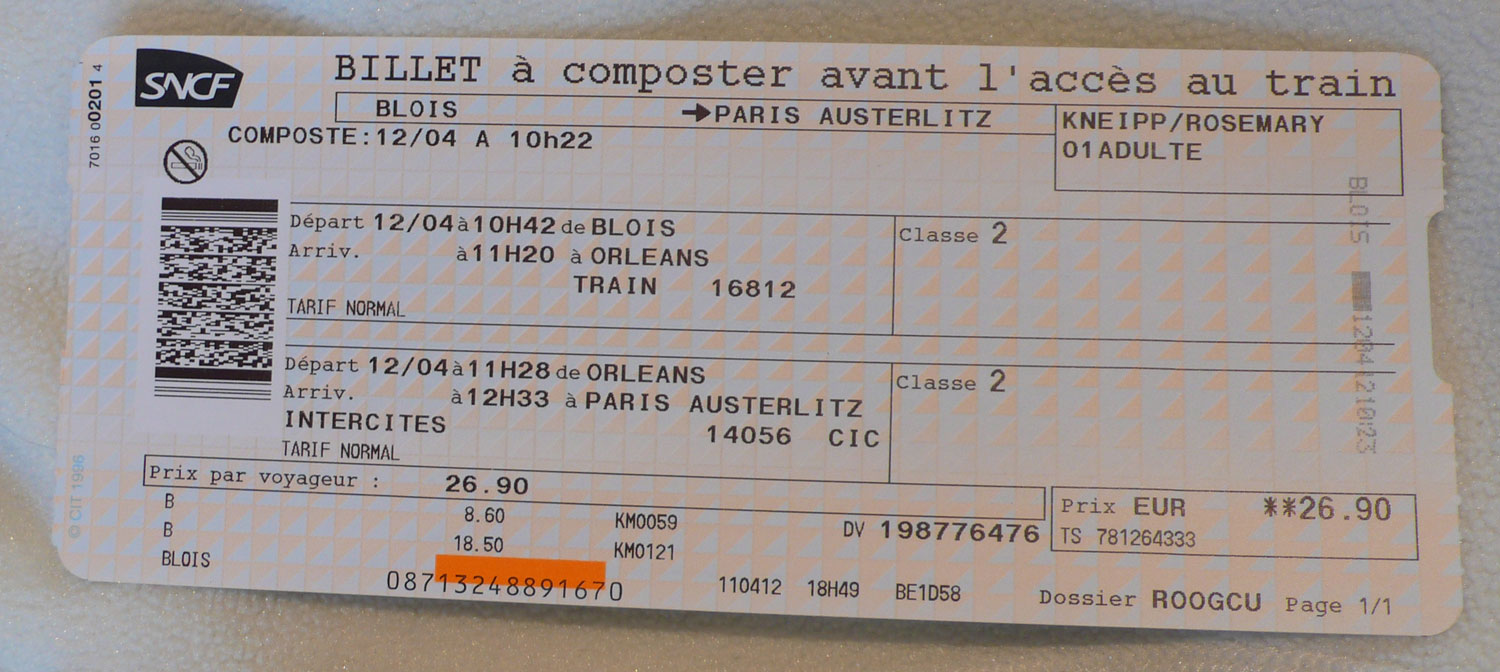 SNCF
BILLET à composter avant l'accès au train
BLOIS →PARIS AUSTERLITZ
KNEIPP/ROSEMARY
01ADULTE
COMPOSTE:12/04 A 10h22
7016 002014
Départ 12/04 à 10H42 de BLOIS
Arriv. à 11H20 à ORLEANS
Classe 2
TRAIN 16812
TARIF NORMAL
Départ 12/04 à 11H28 de ORLEANS
Arriv. à 12H33 à PARIS AUSTERLITZ
Classe 2
INTERCITES 14056 CIC
TARIF NORMAL
BLOIS
Prix par voyageur : 26.90
B 8.60 KM0059
B 18.50 KM0121
BLOIS
DV 198776476
Prix EUR **26.90
TS 781264333
08713248891670 110412 18H49 BE1D58
Dossier ROOGCU Page 1/1
© CIT 1996